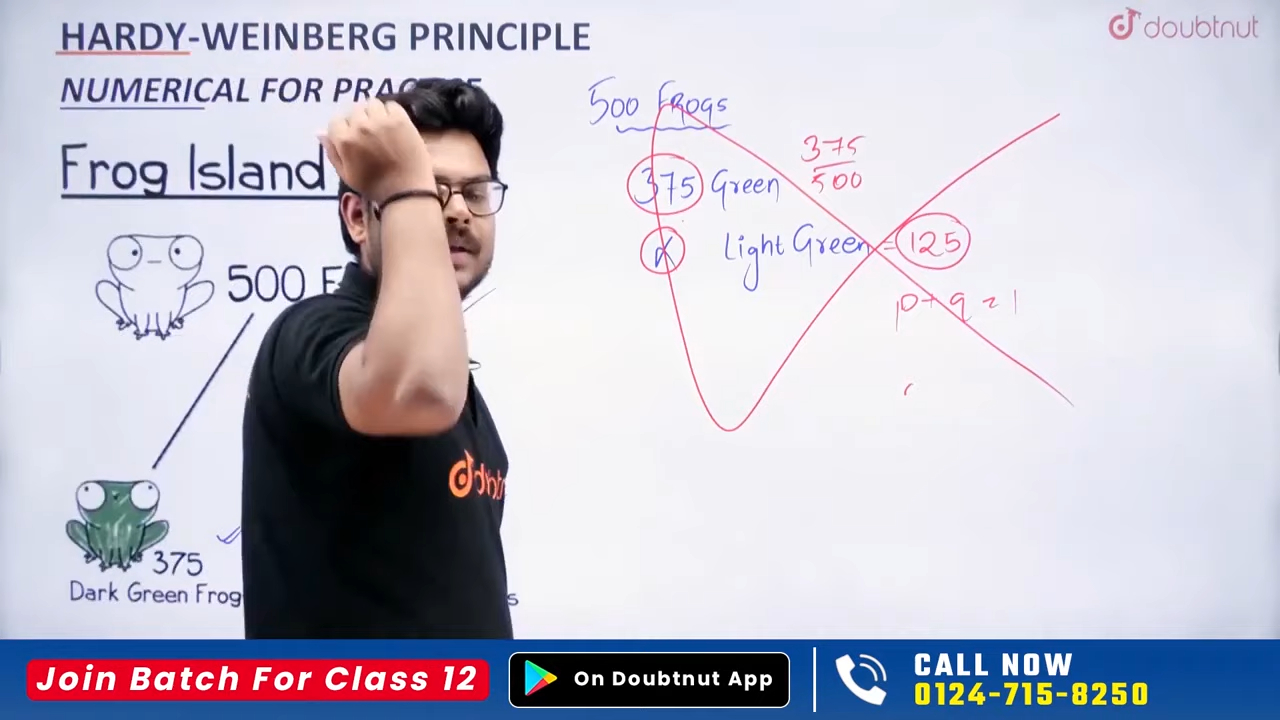 HARDY-WEINBERG PRINCIPLE
doubtnut
NUMERICAL FOR
500 Frogs
Frog Island
375
500
375 Green
Light Green = 125
500 F
p + q = 1
375
Dark Green Frog
s
Join Batch For Class 12
On Doubtnut App
CALL NOW
0124-715-8250